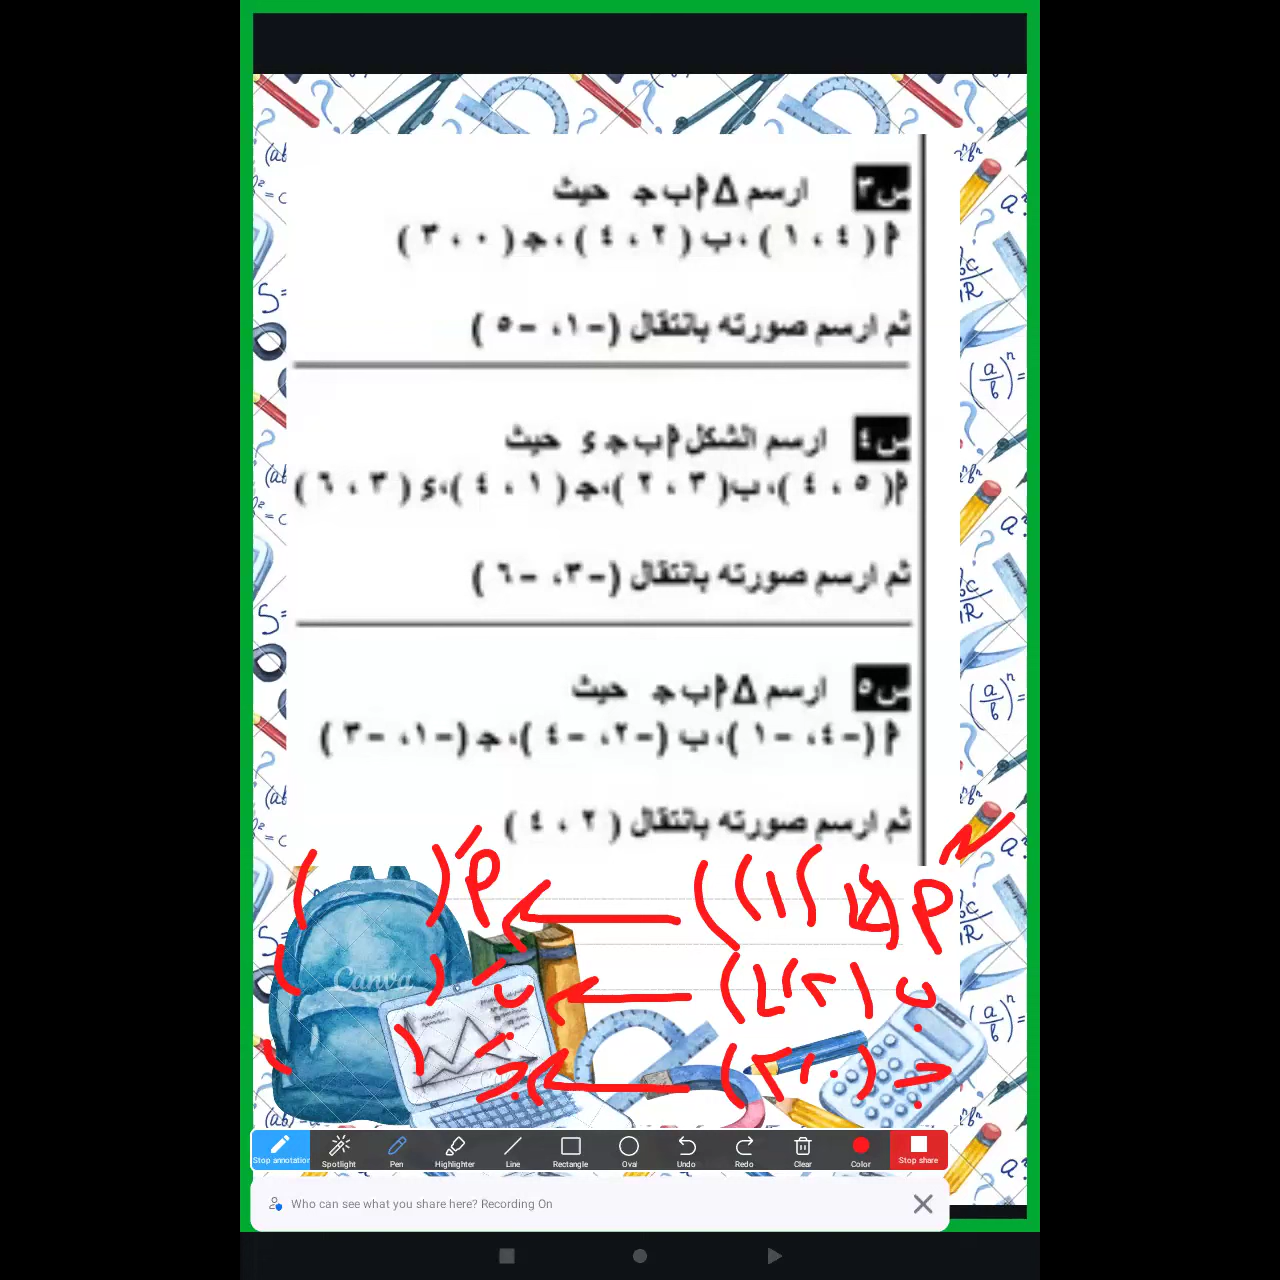 س٣ ارسم Δ أ ب جـ حيث
أ ( ٤ ، ١ ) ، ب ( ٢ ، ٤ ) ، جـ ( ٠ ، ٣ )
ثم ارسم صورته بانتقال (-١، -٥ )
س٤ ارسم الشكل أ ب جـ ء حيث
أ( ٥ ، ٤ )، ب( ٣ ، ٢ )،جـ ( ١ ، ٤ )،ء ( ٣ ، ٦ )
ثم ارسم صورته بانتقال (-٣، -٦ )
س٥ ارسم Δ أ ب جـ حيث
أ (-٤، -١ )، ب (-٢، -٤ )، جـ (-١، -٣ )
ثم ارسم صورته بانتقال ( ٢ ، ٤ )
Canva
Stop annotation Spotlight Pen Highlighter Line Rectangle Oval Undo Redo Clear Color Stop share
Who can see what you share here? Recording On